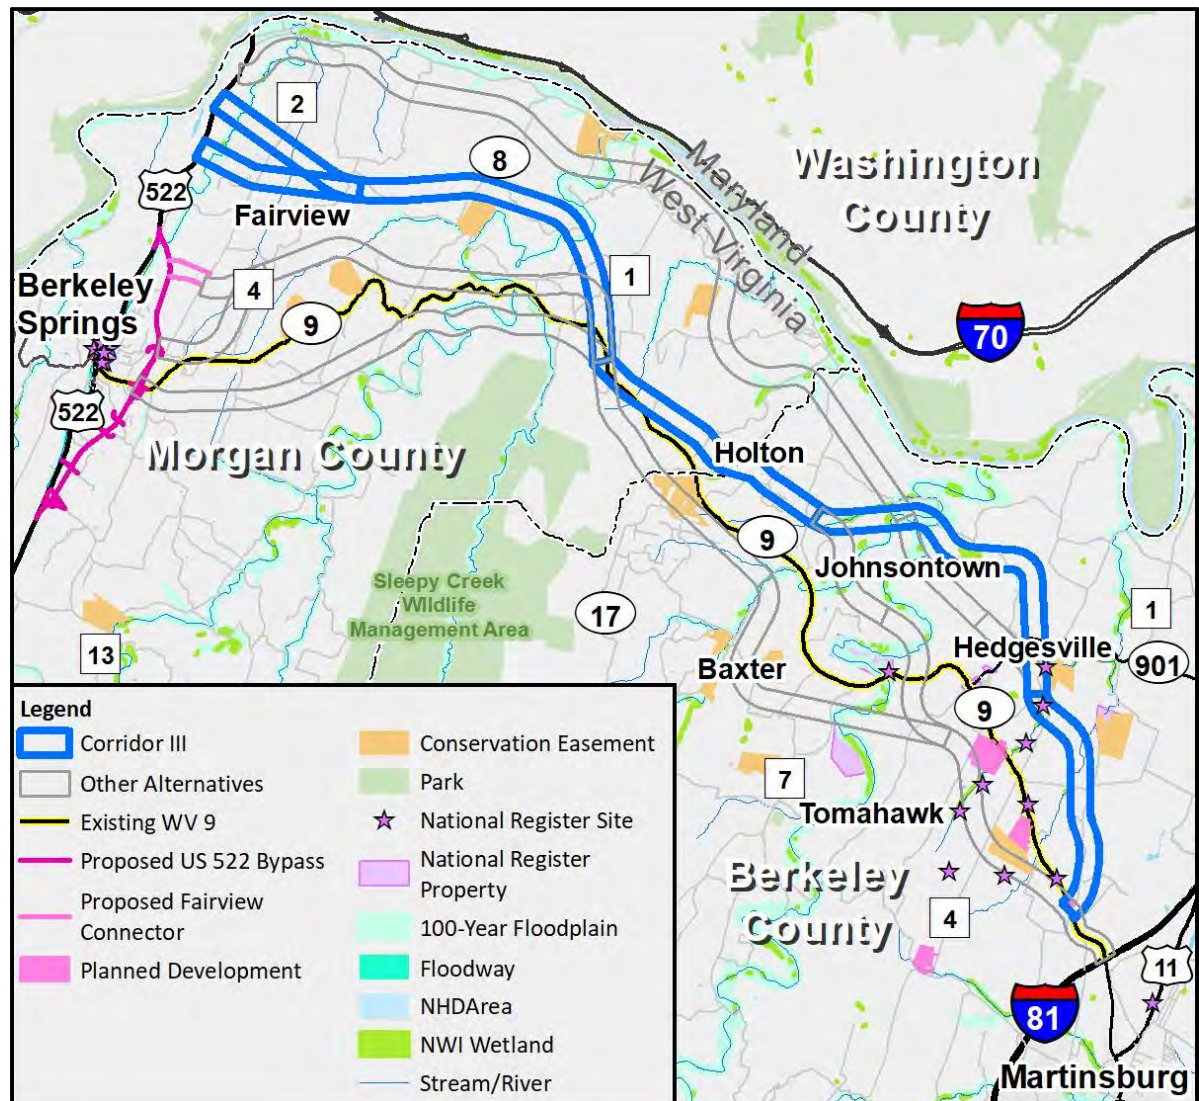 2
8
Maryland
West Virginia
Washington
County
522
Fairview
1
Berkeley
Springs
4
9
70
522
Morgan County
Holton
9
Johnsontown
Sleepy Creek
Wildlife
Management Area
17
1
13
Baxter
Hedgesville
901
9
7
Tomahawk
Berkeley
County
4
11
81
Martinsburg
Legend
Corridor III
Other Alternatives
Existing WV 9
Proposed US 522 Bypass
Proposed Fairview
Connector
Planned Development
Conservation Easement
Park
National Register Site
National Register
Property
100-Year Floodplain
Floodway
NHDArea
NWI Wetland
Stream/River